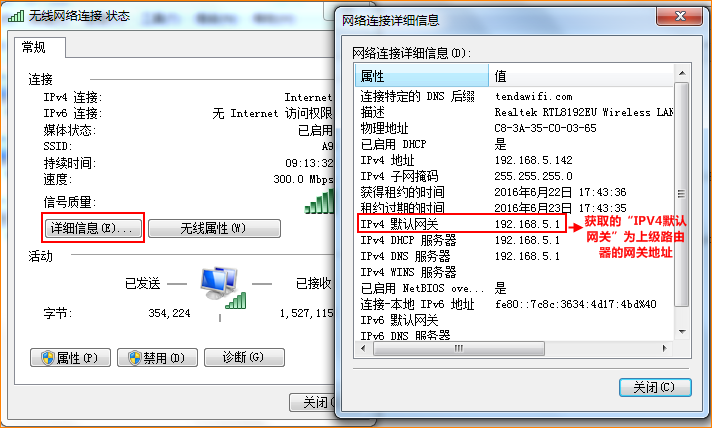 无线网络连接 状态
常规
连接
IPv4 连接: Internet
IPv6 连接: 无 Internet 访问权限
媒体状态: 已启用
SSID: A9
持续时间: 09:13:32
速度: 300.0 Mbps
信号质量:
详细信息(E)... 无线属性(W)
活动
已发送 已接收
字节: 354,224 1,527,115
属性(P) 禁用(D) 诊断(G)
关闭(
网络连接详细信息
网络连接详细信息(D):
属性 值
连接特定的 DNS 后缀 tendawifi.com
描述 Realtek RTL8192EU Wireless LAN
物理地址 C8-3A-35-C0-03-65
已启用 DHCP 是
IPv4 地址 192.168.5.142
IPv4 子网掩码 255.255.255.0
获得租约的时间 2016年6月22日 17:43:36
租约过期的时间 2016年6月23日 17:43:35
IPv4 默认网关 192.168.5.1
IPv4 DHCP 服务器 192.168.5.1
IPv4 DNS 服务器 192.168.5.1
IPv4 WINS 服务器
已启用 NetBIOS ove... 是
连接-本地 IPv6 地址 fe80::7c8c:3634:4d17:4bd%40
IPv6 默认网关
IPv6 DNS 服务器
关闭(C)
获取的“IPV4默认
网关”为上级路由
器的网关地址